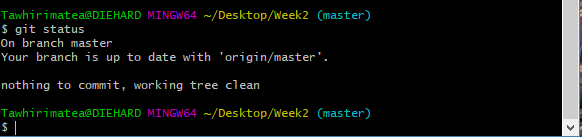 Tawhirimatea@DIEHARD MINGW64 ~/Desktop/Week2 (master)
$ git status
On branch master
Your branch is up to date with 'origin/master'.
nothing to commit, working tree clean
Tawhirimatea@DIEHARD MINGW64 ~/Desktop/Week2 (master)
$